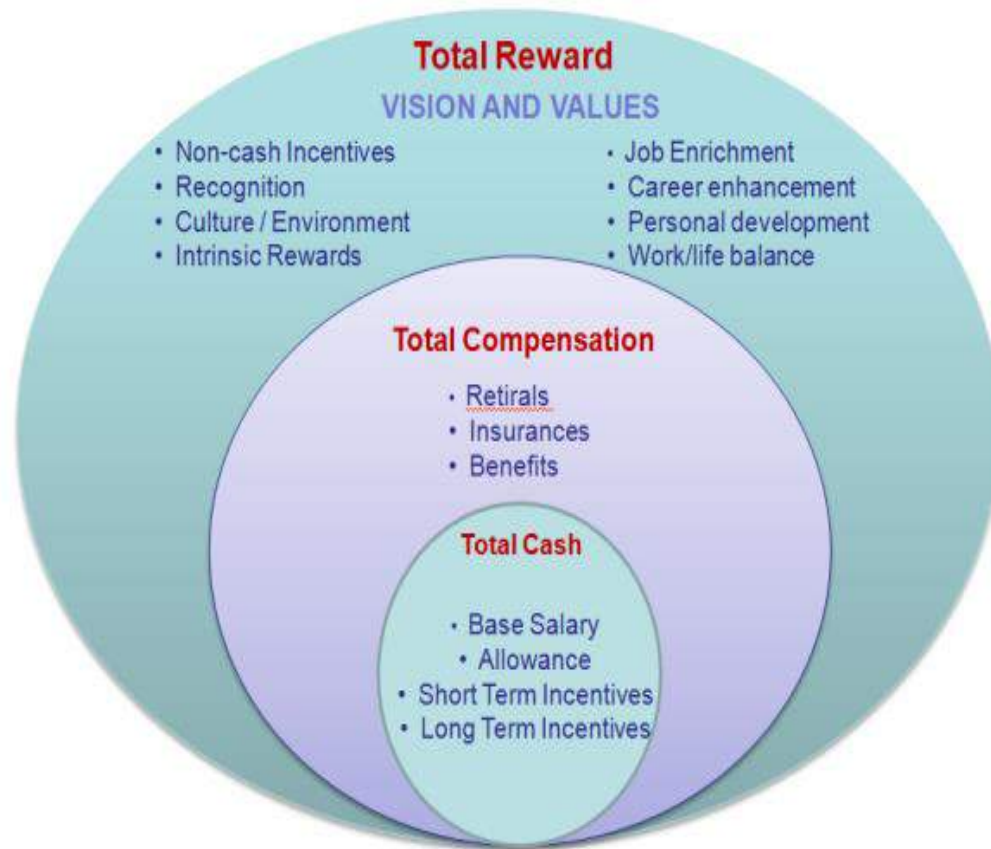 Total Reward
VISION AND VALUES
• Non-cash Incentives
• Recognition
• Culture / Environment
• Intrinsic Rewards
• Job Enrichment
• Career enhancement
• Personal development
• Work/life balance
Total Compensation
• Retirals
• Insurances
• Benefits
Total Cash
• Base Salary
• Allowance
• Short Term Incentives
• Long Term Incentives